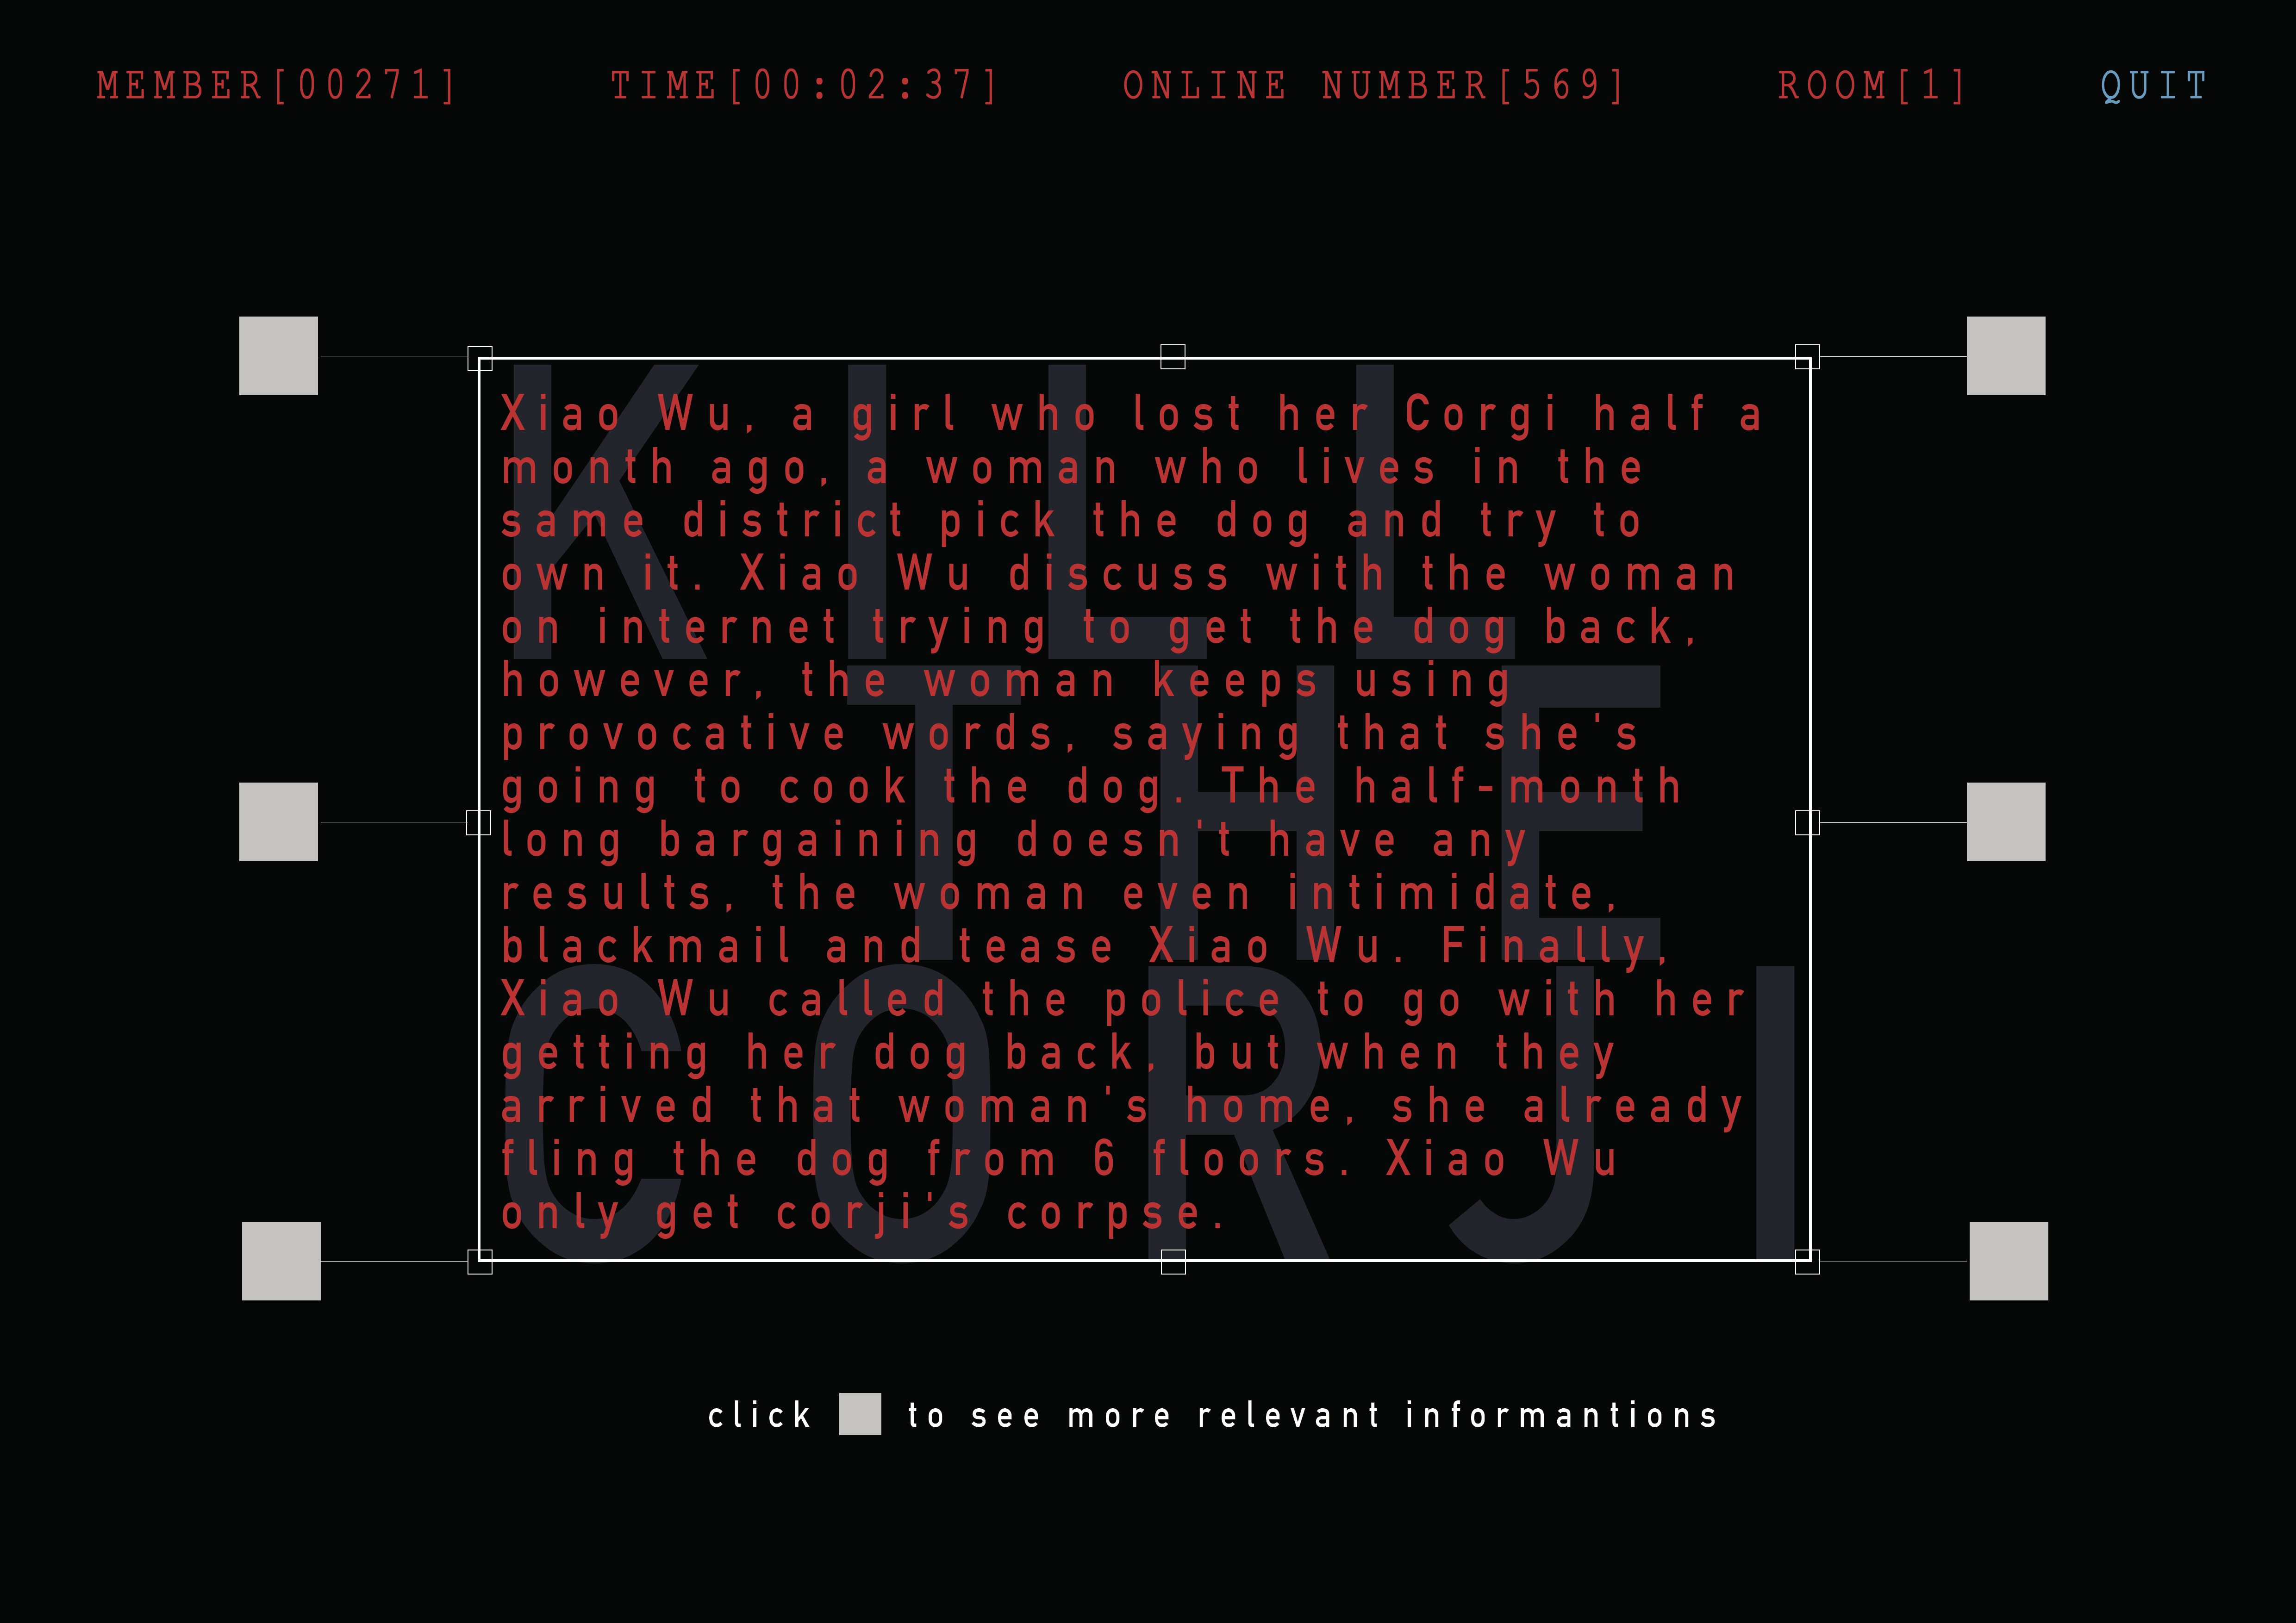 MEMBER[00271] TIME[00:02:37] ONLINE NUMBER[569] ROOM[1] QUIT
KILL
THE
CORJI
Xiao Wu, a girl who lost her Corgi half a
month ago, a woman who lives in the
same district pick the dog and try to
own it. Xiao Wu discuss with the woman
on internet trying to get the dog back,
however, the woman keeps using
provocative words, saying that she's
going to cook the dog. The half-month
long bargaining doesn't have any
results, the woman even intimidate,
blackmail and tease Xiao Wu. Finally,
Xiao Wu called the police to go with her
getting her dog back, but when they
arrived that woman's home, she already
fling the dog from 6 floors. Xiao Wu
only get corji's corpse.
click to see more relevant informantions